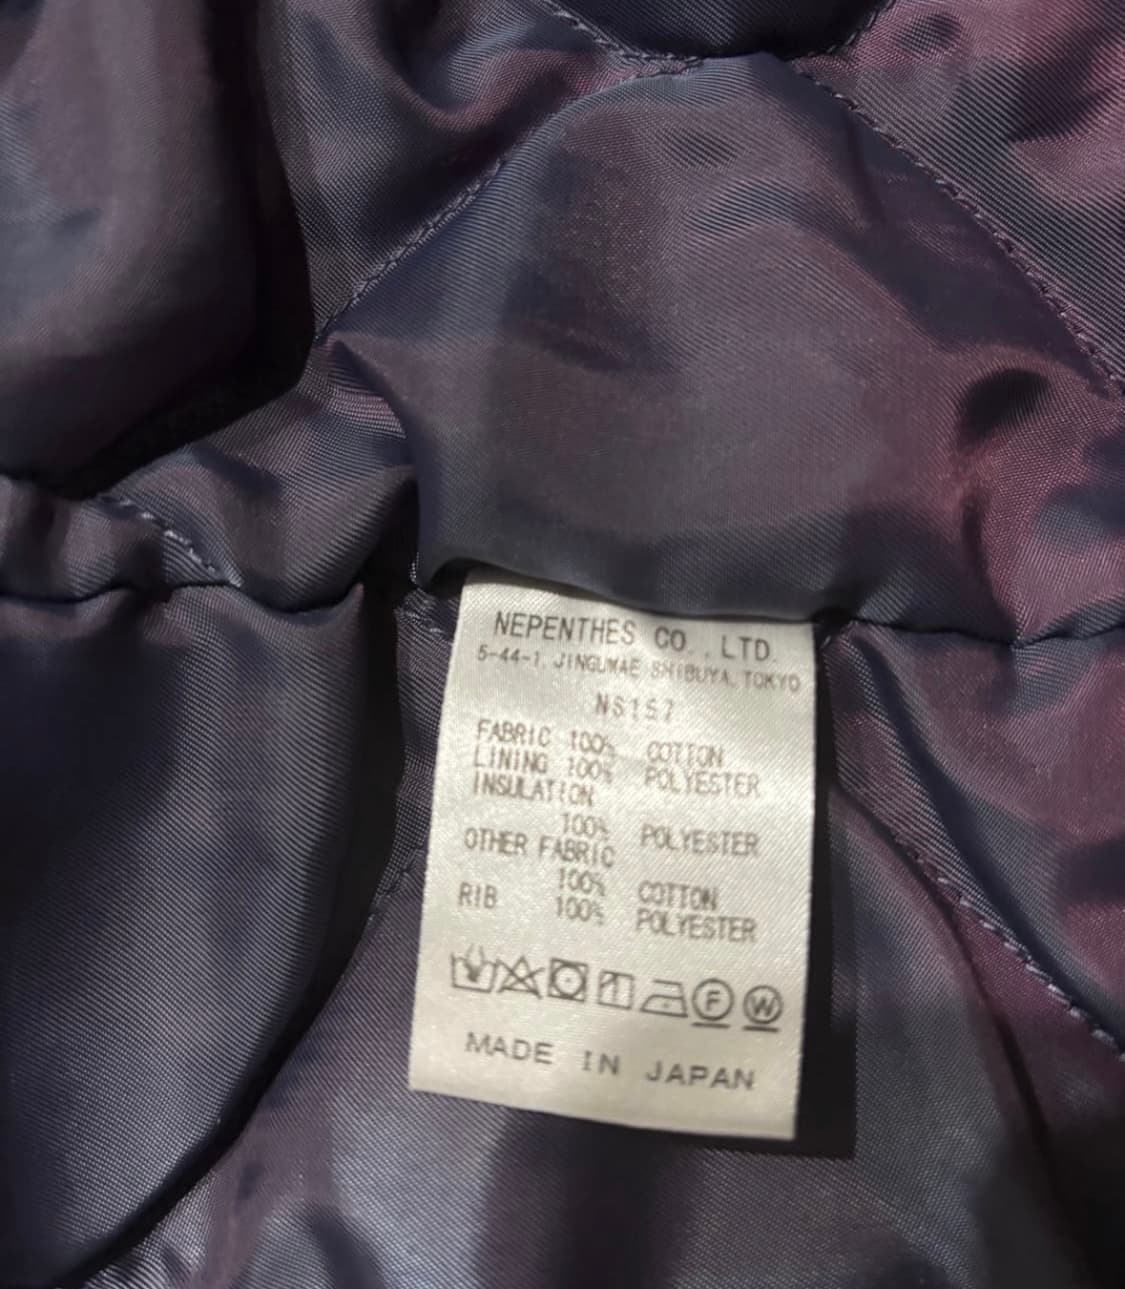 NEPENTHES CO.,LTD.
5-44-1, JINGUMAE SHIBUYA, TOKYO
NS157
FABRIC 100% COTTON
LINING 100% POLYESTER
INSULATION
100% POLYESTER
OTHER FABRIC
100% COTTON
RIB 100% POLYESTER
F W
MADE IN JAPAN